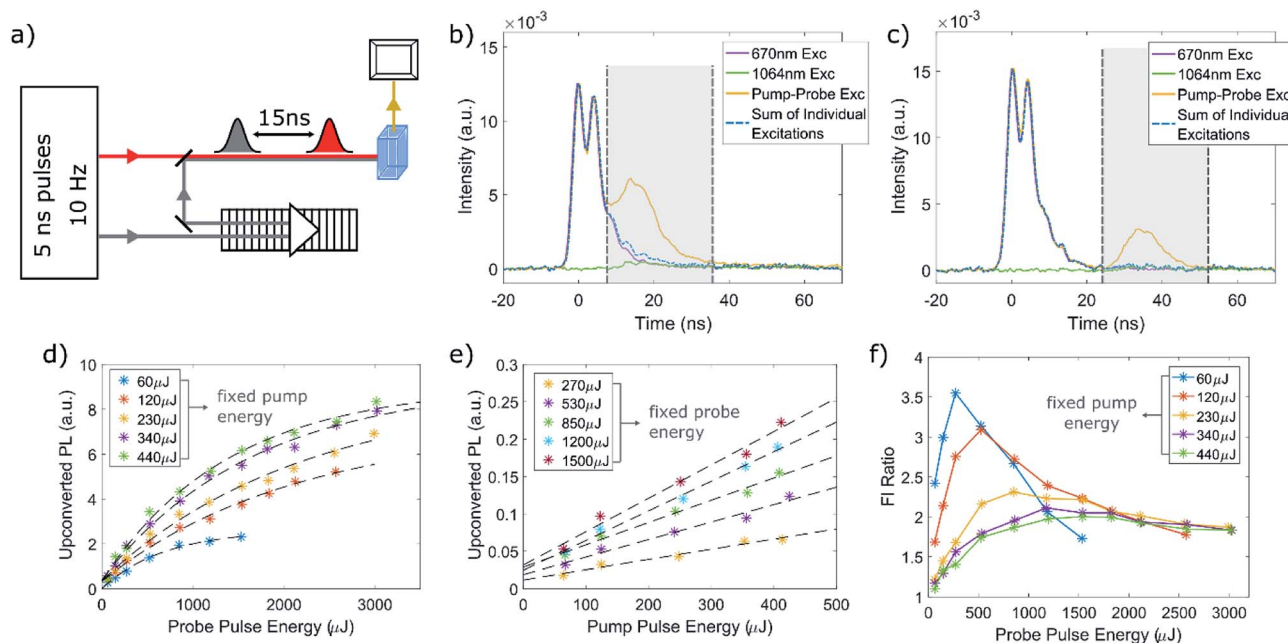 a)
5 ns pulses
10 Hz
15ns
b)
×10⁻³
15
10
5
0
Intensity (a.u.)
670nm Exc
1064nm Exc
Pump-Probe Exc
Sum of Individual
Excitations
-20 0 20 40 60
Time (ns)
c)
×10⁻³
15
10
5
0
Intensity (a.u.)
670nm Exc
1064nm Exc
Pump-Probe Exc
Sum of Individual
Excitations
-20 0 20 40 60
Time (ns)
d)
10
8
6
4
2
0
Upconverted PL (a.u.)
60μJ
120μJ
230μJ
340μJ
440μJ
fixed pump
energy
0 1000 2000 3000
Probe Pulse Energy (μJ)
e)
0.3
0.25
0.2
0.15
0.1
0.05
0
Upconverted PL (a.u.)
270μJ
530μJ
850μJ
1200μJ
1500μJ
fixed probe
energy
0 100 200 300 400 500
Pump Pulse Energy (μJ)
f)
4
3.5
3
2.5
2
1.5
1
FI Ratio
60μJ
120μJ
230μJ
340μJ
440μJ
fixed pump
energy
0 500 1000 1500 2000 2500 3000
Probe Pulse Energy (μJ)